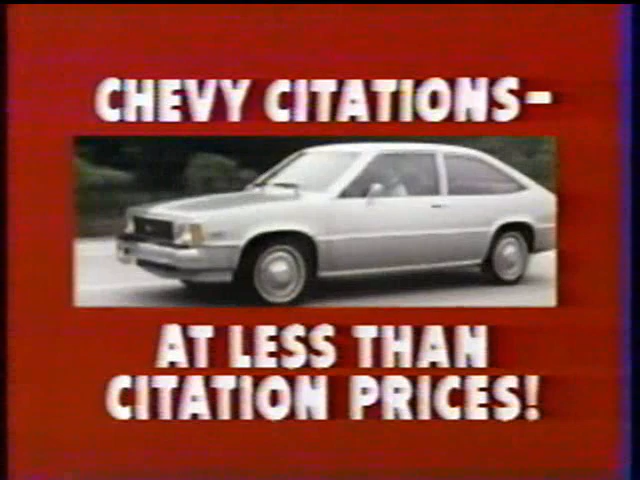 CHEVY CITATIONS-
AT LESS THAN
CITATION PRICES!